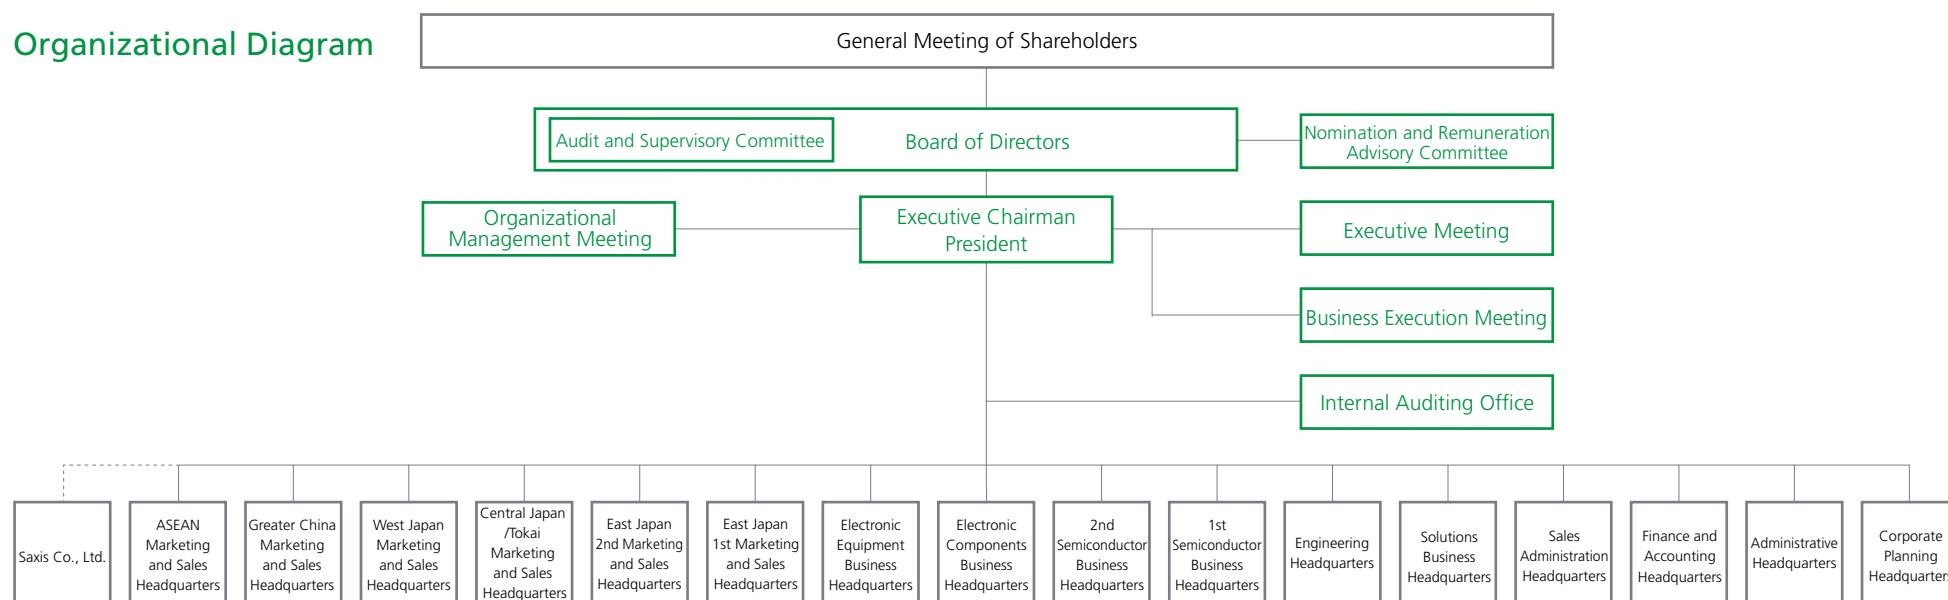 Organizational Diagram
General Meeting of Shareholders
Audit and Supervisory Committee
Board of Directors
Nomination and Remuneration
Advisory Committee
Organizational
Management Meeting
Executive Chairman
President
Executive Meeting
Business Execution Meeting
Internal Auditing Office
Saxis Co., Ltd.
ASEAN
Marketing
and Sales
Headquarters
Greater China
Marketing
and Sales
Headquarters
West Japan
Marketing
and Sales
Headquarters
Central Japan
/Tokai
Marketing
and Sales
Headquarters
East Japan
2nd Marketing
and Sales
Headquarters
East Japan
1st Marketing
and Sales
Headquarters
Electronic
Equipment
Business
Headquarters
Electronic
Components
Business
Headquarters
2nd
Semiconductor
Business
Headquarters
1st
Semiconductor
Business
Headquarters
Engineering
Headquarters
Solutions
Business
Headquarters
Sales
Administration
Headquarters
Finance and
Accounting
Headquarters
Administrative
Headquarters
Corporate
Planning
Headquarters